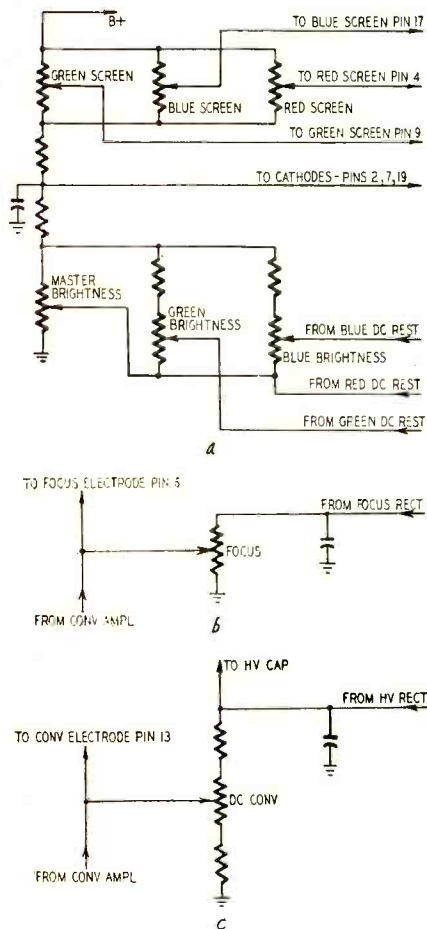 B+
TO BLUE SCREEN PIN 17
GREEN SCREEN
TO RED SCREEN PIN 4
BLUE SCREEN
RED SCREEN
TO GREEN SCREEN PIN 9
TO CATHODES - PINS 2, 7, 19
MASTER
BRIGHTNESS
GREEN
BRIGHTNESS
FROM BLUE DC REST
BLUE BRIGHTNESS
FROM RED DC REST
FROM GREEN DC REST
a
TO FOCUS ELECTRODE PIN 6
FROM FOCUS RECT
FOCUS
FROM CONV AMPL
b
TO HV CAP
FROM HV RECT
TO CONV ELECTRODE PIN 13
DC CONV
FROM CONV AMPL
c